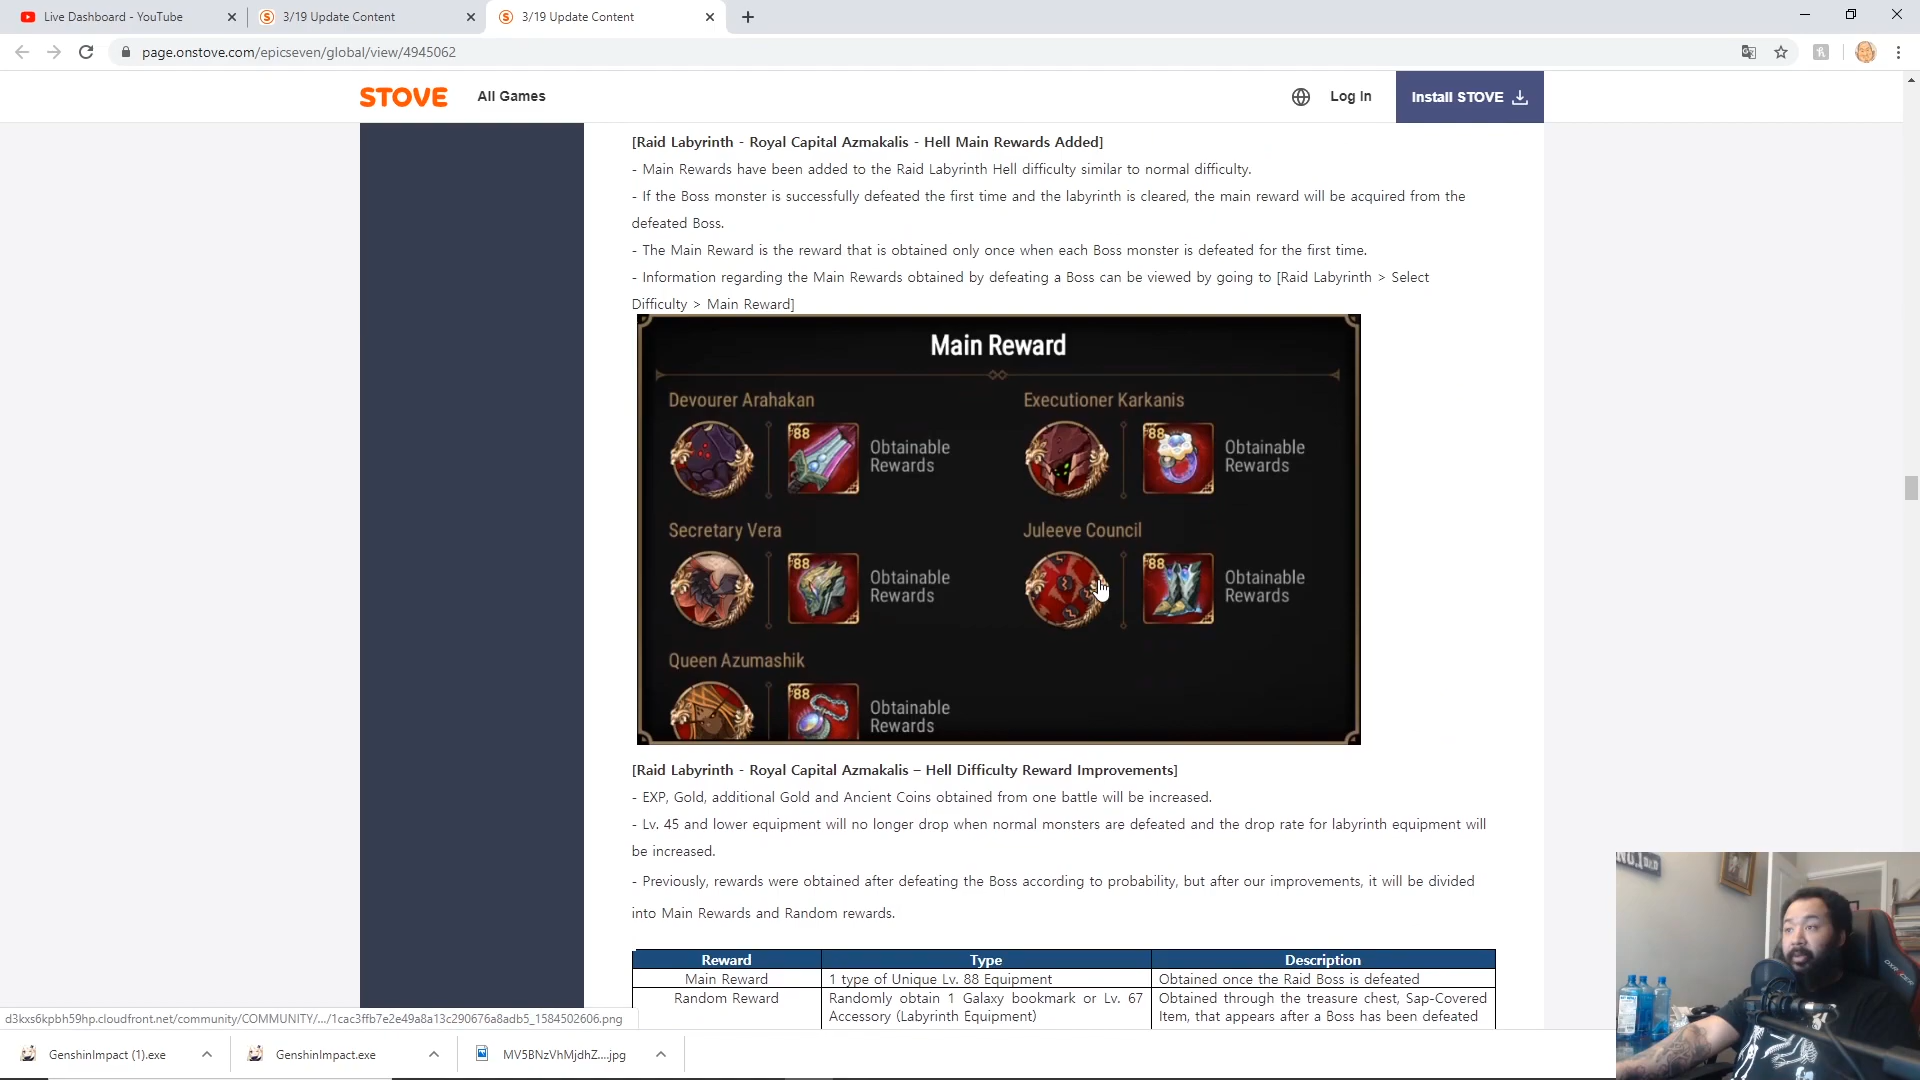 Live Dashboard - YouTube
3/19 Update Content
3/19 Update Content
page.onstove.com/epicseven/global/view/4945062
STOVE
All Games
Log In
Install STOVE
[Raid Labyrinth - Royal Capital Azmakalis - Hell Main Rewards Added]
- Main Rewards have been added to the Raid Labyrinth Hell difficulty similar to normal difficulty.
- If the Boss monster is successfully defeated the first time and the labyrinth is cleared, the main reward will be acquired from the
defeated Boss.
- The Main Reward is the reward that is obtained only once when each Boss monster is defeated for the first time.
- Information regarding the Main Rewards obtained by defeating a Boss can be viewed by going to [Raid Labyrinth > Select
Difficulty > Main Reward]
Main Reward
Devourer Arahakan
Executioner Karkanis
88
Obtainable
Rewards
88
Obtainable
Rewards
Secretary Vera
Juleeve Council
88
Obtainable
Rewards
88
Obtainable
Rewards
Queen Azumashik
88
Obtainable
Rewards
[Raid Labyrinth - Royal Capital Azmakalis – Hell Difficulty Reward Improvements]
- EXP, Gold, additional Gold and Ancient Coins obtained from one battle will be increased.
- Lv. 45 and lower equipment will no longer drop when normal monsters are defeated and the drop rate for labyrinth equipment will
be increased.
- Previously, rewards were obtained after defeating the Boss according to probability, but after our improvements, it will be divided
into Main Rewards and Random rewards.
Reward Type Description
Main Reward 1 type of Unique Lv. 88 Equipment Obtained once the Raid Boss is defeated
Random Reward Randomly obtain 1 Galaxy bookmark or Lv. 67 Obtained through the treasure chest, Sap-Covered
Accessory (Labyrinth Equipment) Item, that appears after a Boss has been defeated
d3kxs6kpbh59hp.cloudfront.net/community/COMMUNITY/.../1cac3ffb7e2e49a8a13c290676a8adb5_1584502606.png
GenshinImpact (1).exe
GenshinImpact.exe
MV5BNzVhMjdhZ....jpg